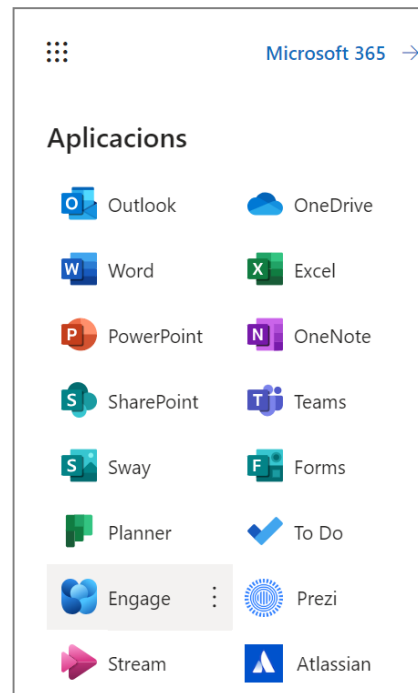 Microsoft 365 →
Aplicacions
Outlook OneDrive
Word Excel
PowerPoint OneNote
SharePoint Teams
Sway Forms
Planner To Do
Engage Prezi
Stream Atlassian